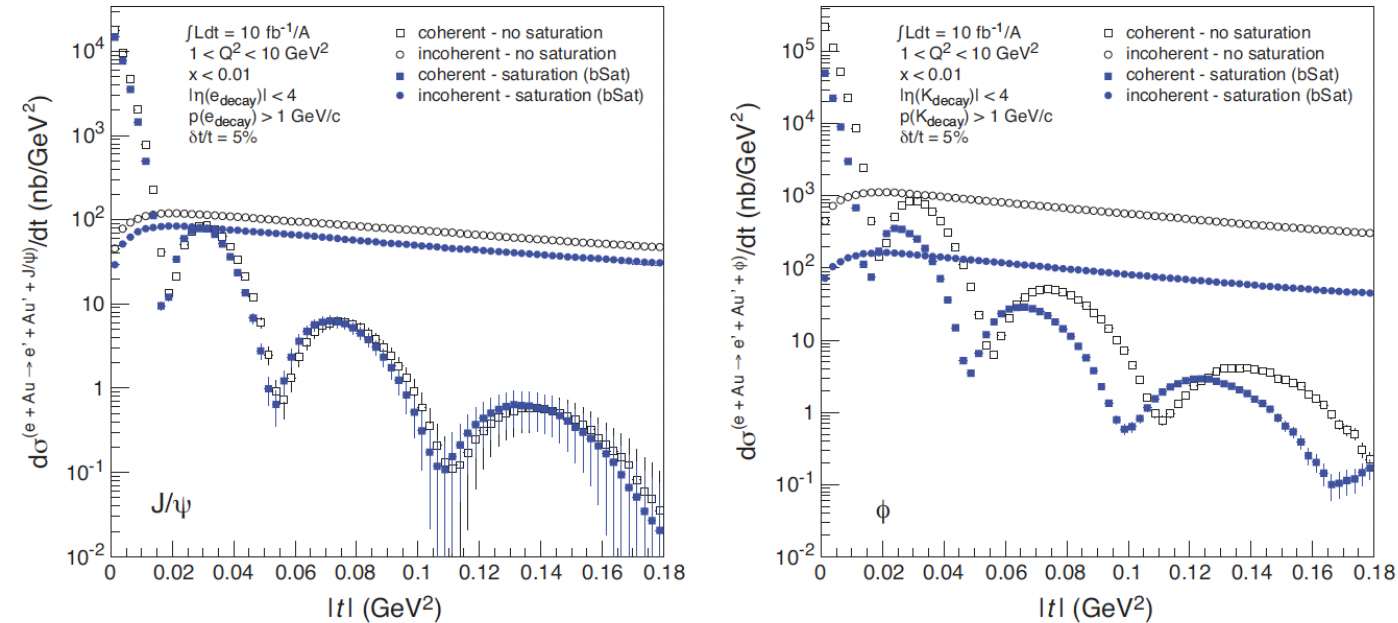 ∫Ldt = 10 fb⁻¹/A
1 < Q² < 10 GeV²
x < 0.01
|η(e_decay)| < 4
p(e_decay) > 1 GeV/c
δt/t = 5%
coherent - no saturation
incoherent - no saturation
coherent - saturation (bSat)
incoherent - saturation (bSat)
dσ^(e + Au → e' + Au' + J/ψ)/dt (nb/GeV²)
10⁴
10³
10²
10
1
10⁻¹
10⁻²
J/ψ
0 0.02 0.04 0.06 0.08 0.1 0.12 0.14 0.16 0.18
|t| (GeV²)
∫Ldt = 10 fb⁻¹/A
1 < Q² < 10 GeV²
x < 0.01
|η(K_decay)| < 4
p(K_decay) > 1 GeV/c
δt/t = 5%
coherent - no saturation
incoherent - no saturation
coherent - saturation (bSat)
incoherent - saturation (bSat)
dσ^(e + Au → e' + Au' + ϕ)/dt (nb/GeV²)
10⁵
10⁴
10³
10²
10
1
10⁻¹
10⁻²
ϕ
0 0.02 0.04 0.06 0.08 0.1 0.12 0.14 0.16 0.18
|t| (GeV²)